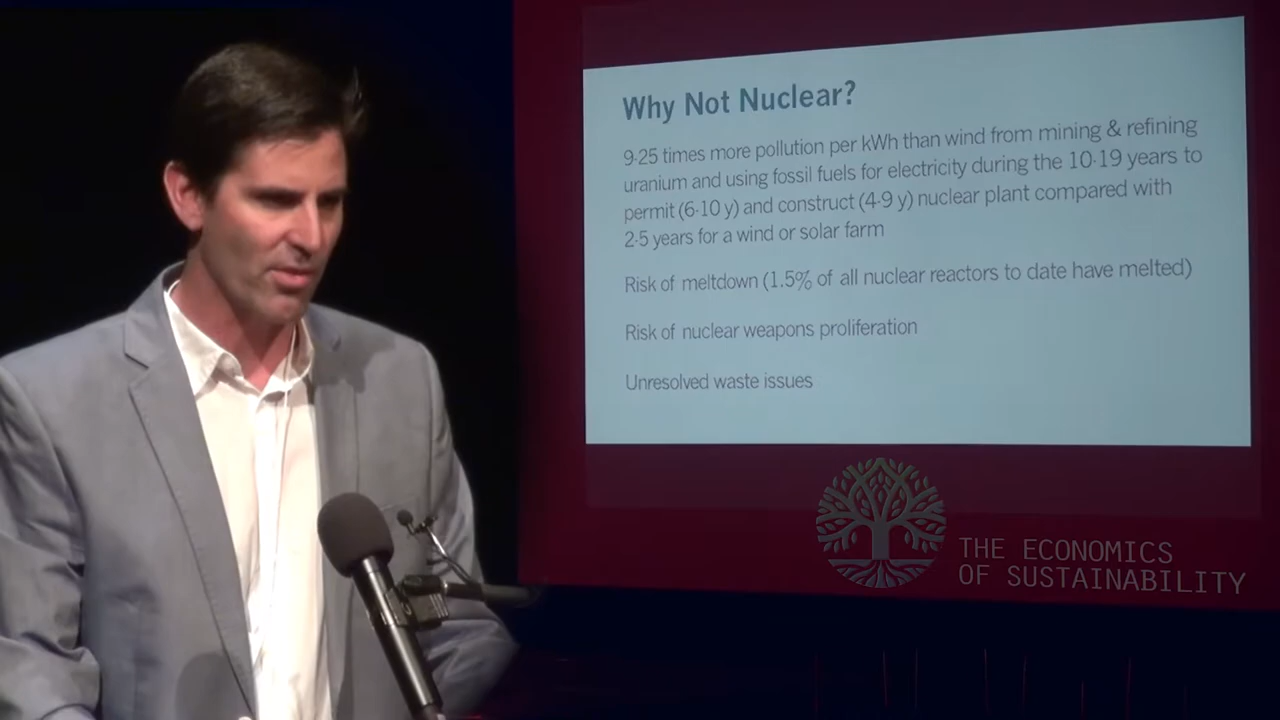 Why Not Nuclear?
9-25 times more pollution per kWh than wind from mining & refining
uranium and using fossil fuels for electricity during the 10-19 years to
permit (6-10 y) and construct (4-9 y) nuclear plant compared with
2-5 years for a wind or solar farm
Risk of meltdown (1.5% of all nuclear reactors to date have melted)
Risk of nuclear weapons proliferation
Unresolved waste issues
THE ECONOMICS
OF SUSTAINABILITY